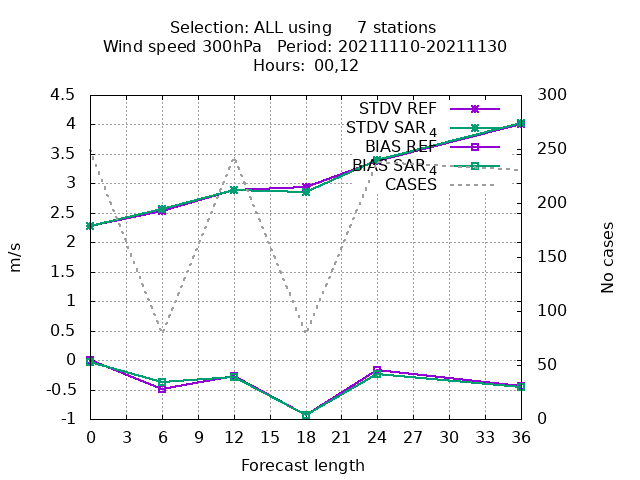 Selection: ALL using     7 stations
Wind speed 300hPa   Period: 20211110-20211130
Hours:  00,12
4.5
4
3.5
3
2.5
2
1.5
1
0.5
0
-0.5
-1
300
250
200
150
100
50
0
STDV REF
STDV SAR4
BIAS REF
BIAS SAR4
CASES
m/s
No cases
0 3 6 9 12 15 18 21 24 27 30 33 36
Forecast length